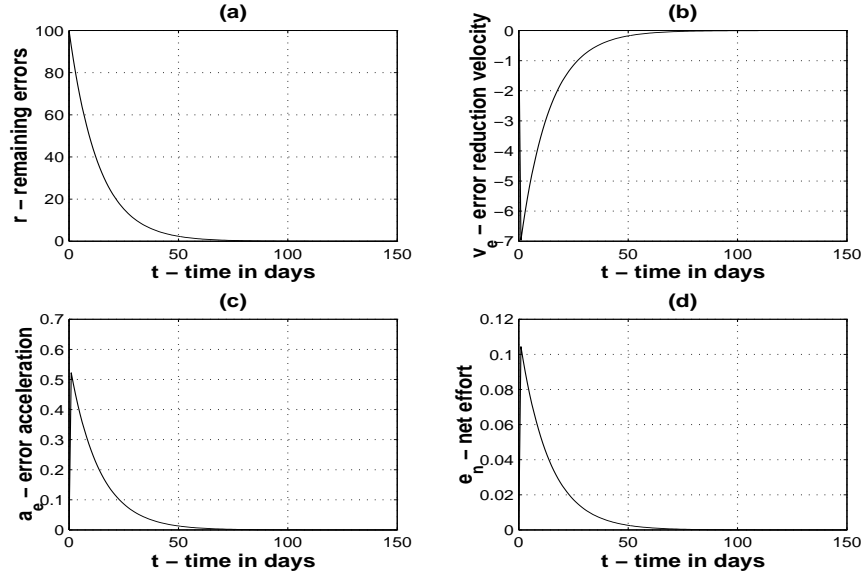 (a)
100
80
60
40
20
0
r − remaining errors
0 50 100 150
t − time in days
(b)
0
−1
−2
−3
−4
−5
−6
−7
v_e − error reduction velocity
0 50 100 150
t − time in days
(c)
0.7
0.6
0.5
0.4
0.3
0.2
0.1
0
a_e − error acceleration
0 50 100 150
t − time in days
(d)
0.12
0.1
0.08
0.06
0.04
0.02
0
e_n − net effort
0 50 100 150
t − time in days